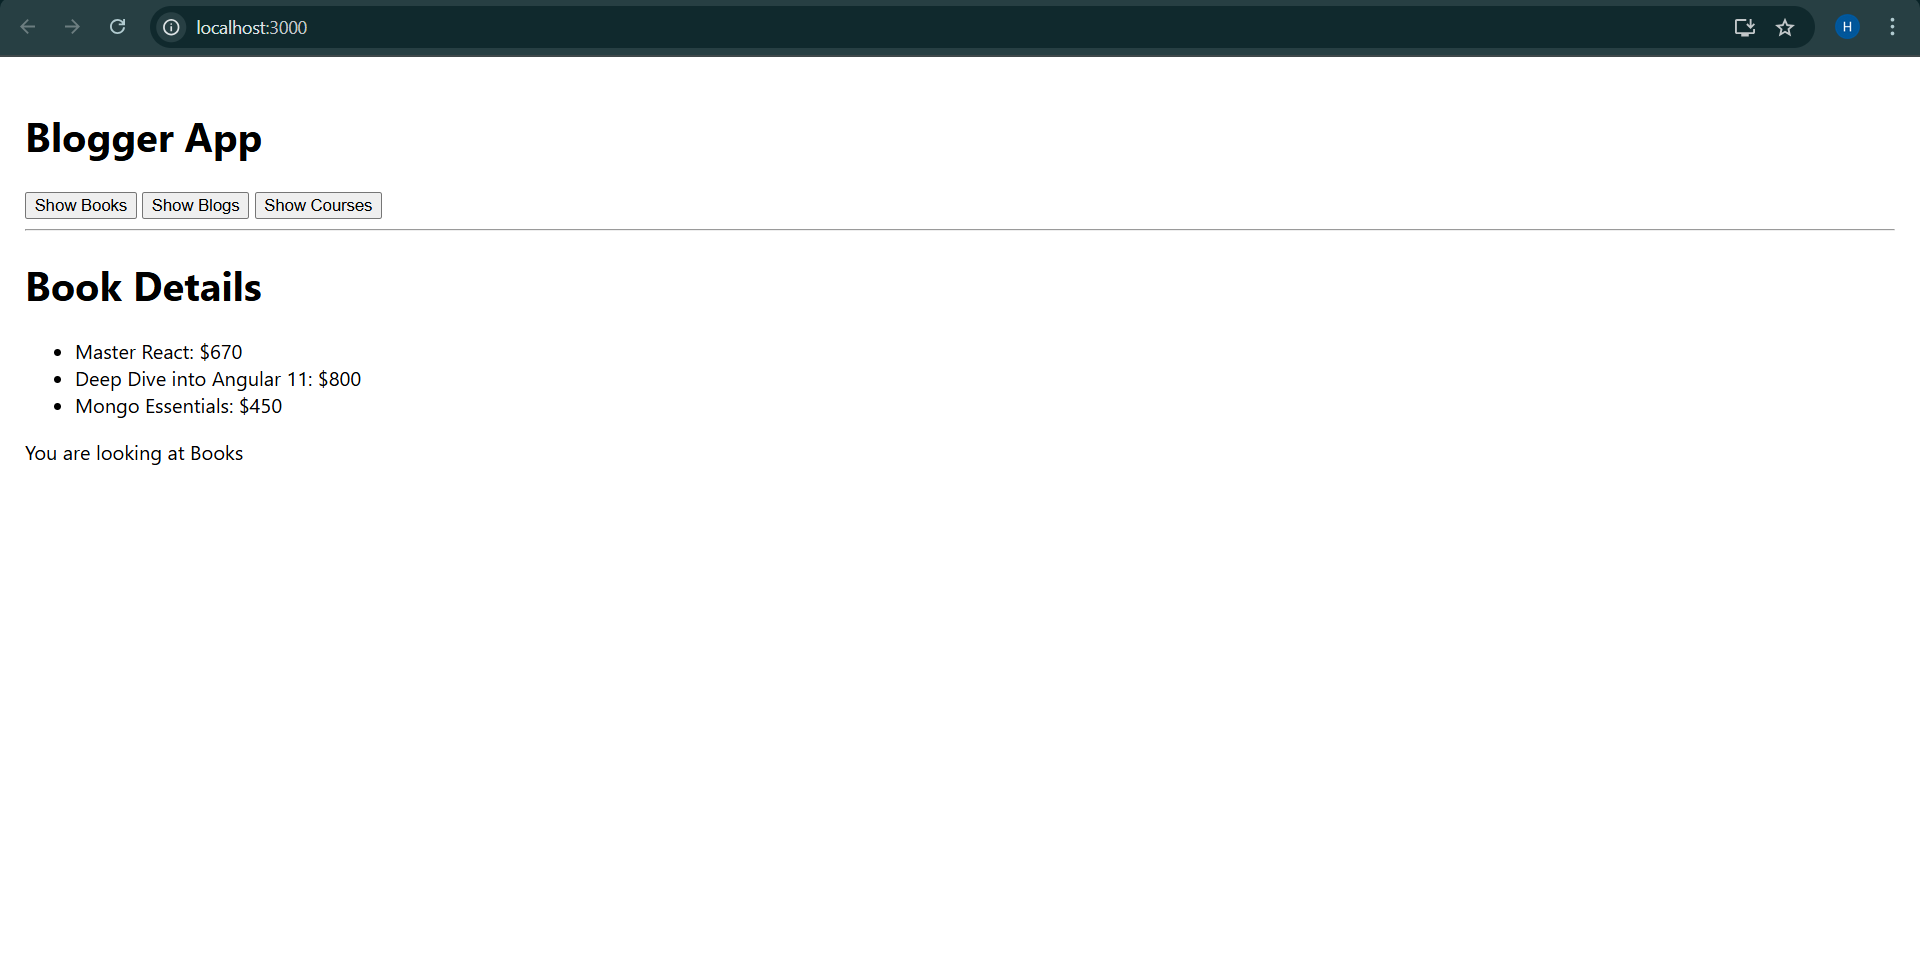 localhost:3000
H
Blogger App
Show Books Show Blogs Show Courses
Book Details
Master React: $670
Deep Dive into Angular 11: $800
Mongo Essentials: $450
You are looking at Books